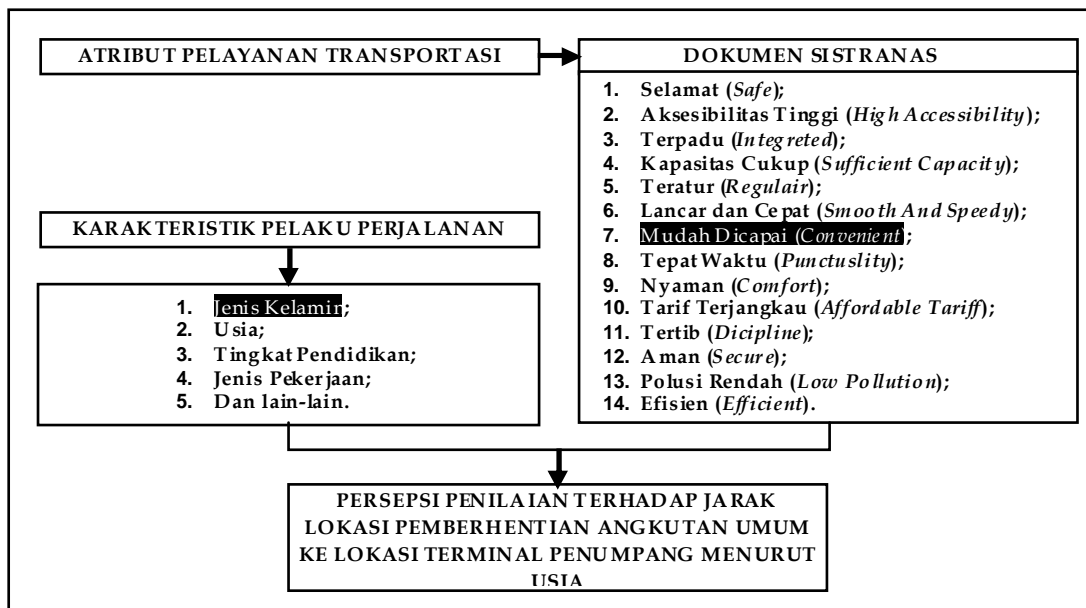 ATRIBUT PELAYANAN TRANSPORTASI
DOKUMEN SISTRANAS
1. Selamat (Safe);
2. Aksesibilitas Tinggi (High Accessibility);
3. Terpadu (Integreted);
4. Kapasitas Cukup (Sufficient Capacity);
5. Teratur (Regulair);
6. Lancar dan Cepat (Smooth And Speedy);
7. Mudah Dicapai (Convenient);
8. Tepat Waktu (Punctuslity);
9. Nyaman (Comfort);
10. Tarif Terjangkau (Affordable Tariff);
11. Tertib (Dicipline);
12. Aman (Secure);
13. Polusi Rendah (Low Pollution);
14. Efisien (Efficient).
KARAKTERISTIK PELAKU PERJALANAN
1. Jenis Kelamin;
2. Usia;
3. Tingkat Pendidikan;
4. Jenis Pekerjaan;
5. Dan lain-lain.
PERSEPSI PENILAIAN TERHADAP JARAK
LOKASI PEMBERHENTIAN ANGKUTAN UMUM
KE LOKASI TERMINAL PENUMPANG MENURUT
USIA